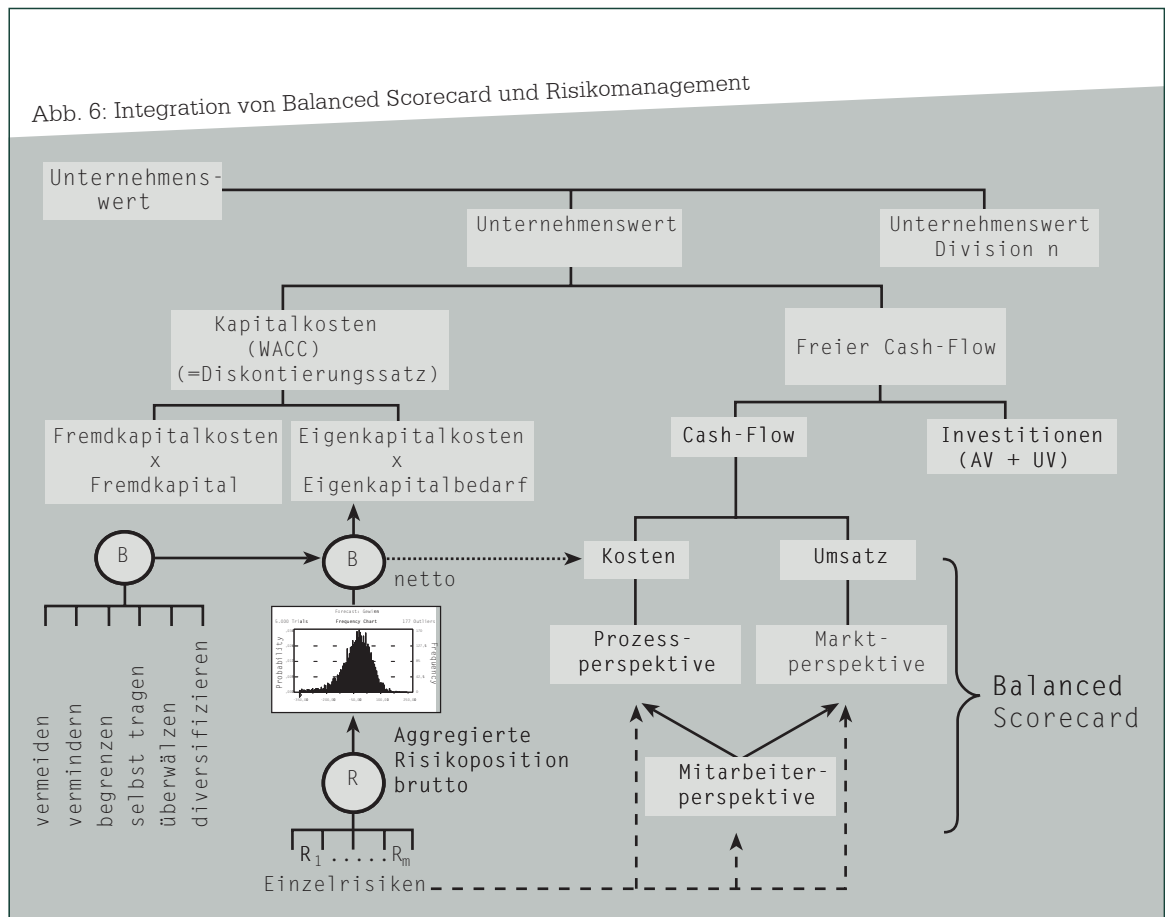 Abb. 6: Integration von Balanced Scorecard und Risikomanagement
Unternehmens-
wert
Unternehmenswert
Unternehmenswert
Division n
Kapitalkosten
(WACC)
(=Diskontierungssatz)
Freier Cash-Flow
Fremdkapitalkosten
x
Fremdkapital
Eigenkapitalkosten
x
Eigenkapitalbedarf
Cash-Flow
Investitionen
(AV + UV)
B
B
netto
Kosten
Umsatz
vermeiden
vermindern
begrenzen
selbst tragen
überwälzen
diversifizieren
Forecast: Gewinn
Frequency Chart
Probability
Frequency
Prozess-
perspektive
Markt-
perspektive
Balanced
Scorecard
Aggregierte
Risikoposition
brutto
R
Mitarbeiter-
perspektive
R1.....Rm
Einzelrisiken